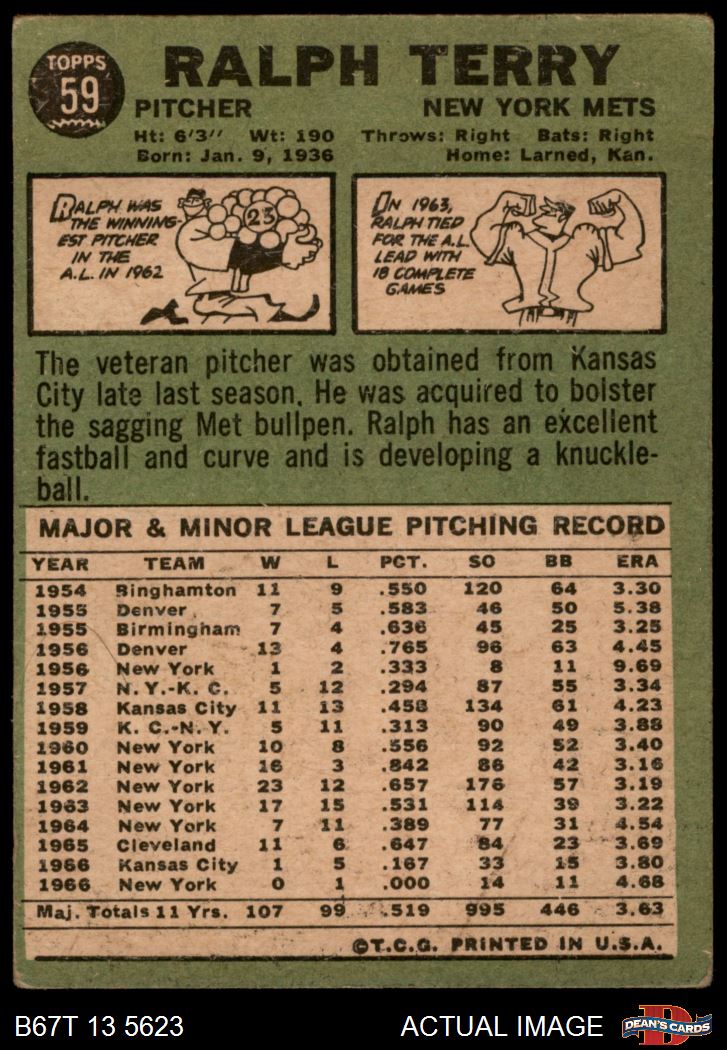 TOPPS
59
RALPH TERRY
PITCHER NEW YORK METS
Ht: 6'3'' Wt: 190 Throws: Right Bats: Right
Born: Jan. 9, 1936 Home: Larned, Kan.
RALPH WAS
THE WINNING-
EST PITCHER
IN THE
A.L. IN 1962
23
IN 1963,
RALPH TIED
FOR THE A.L.
LEAD WITH
18 COMPLETE
GAMES
The veteran pitcher was obtained from Kansas
City late last season. He was acquired to bolster
the sagging Met bullpen. Ralph has an excellent
fastball and curve and is developing a knuckle-
ball.
MAJOR & MINOR LEAGUE PITCHING RECORD
YEAR TEAM W L PCT. SO BB ERA
1954 Binghamton 11 9 .550 120 64 3.30
1955 Denver 7 5 .583 46 50 5.38
1955 Birmingham 7 4 .636 45 25 3.25
1956 Denver 13 4 .765 96 63 4.45
1956 New York 1 2 .333 8 11 9.69
1957 N. Y.-K. C. 5 12 .294 87 55 3.34
1958 Kansas City 11 13 .458 134 61 4.23
1959 K. C.-N. Y. 5 11 .313 90 49 3.88
1960 New York 10 8 .556 92 52 3.40
1961 New York 16 3 .842 86 42 3.16
1962 New York 23 12 .657 176 57 3.19
1963 New York 17 15 .531 114 39 3.22
1964 New York 7 11 .389 77 31 4.54
1965 Cleveland 11 6 .647 84 23 3.69
1966 Kansas City 1 5 .167 33 15 3.80
1966 New York 0 1 .000 14 11 4.68
Maj. Totals 11 Yrs. 107 99 .519 995 446 3.63
©T.C.G. PRINTED IN U.S.A.
B67T 13 5623 ACTUAL IMAGE
D
DEAN'S CARDS